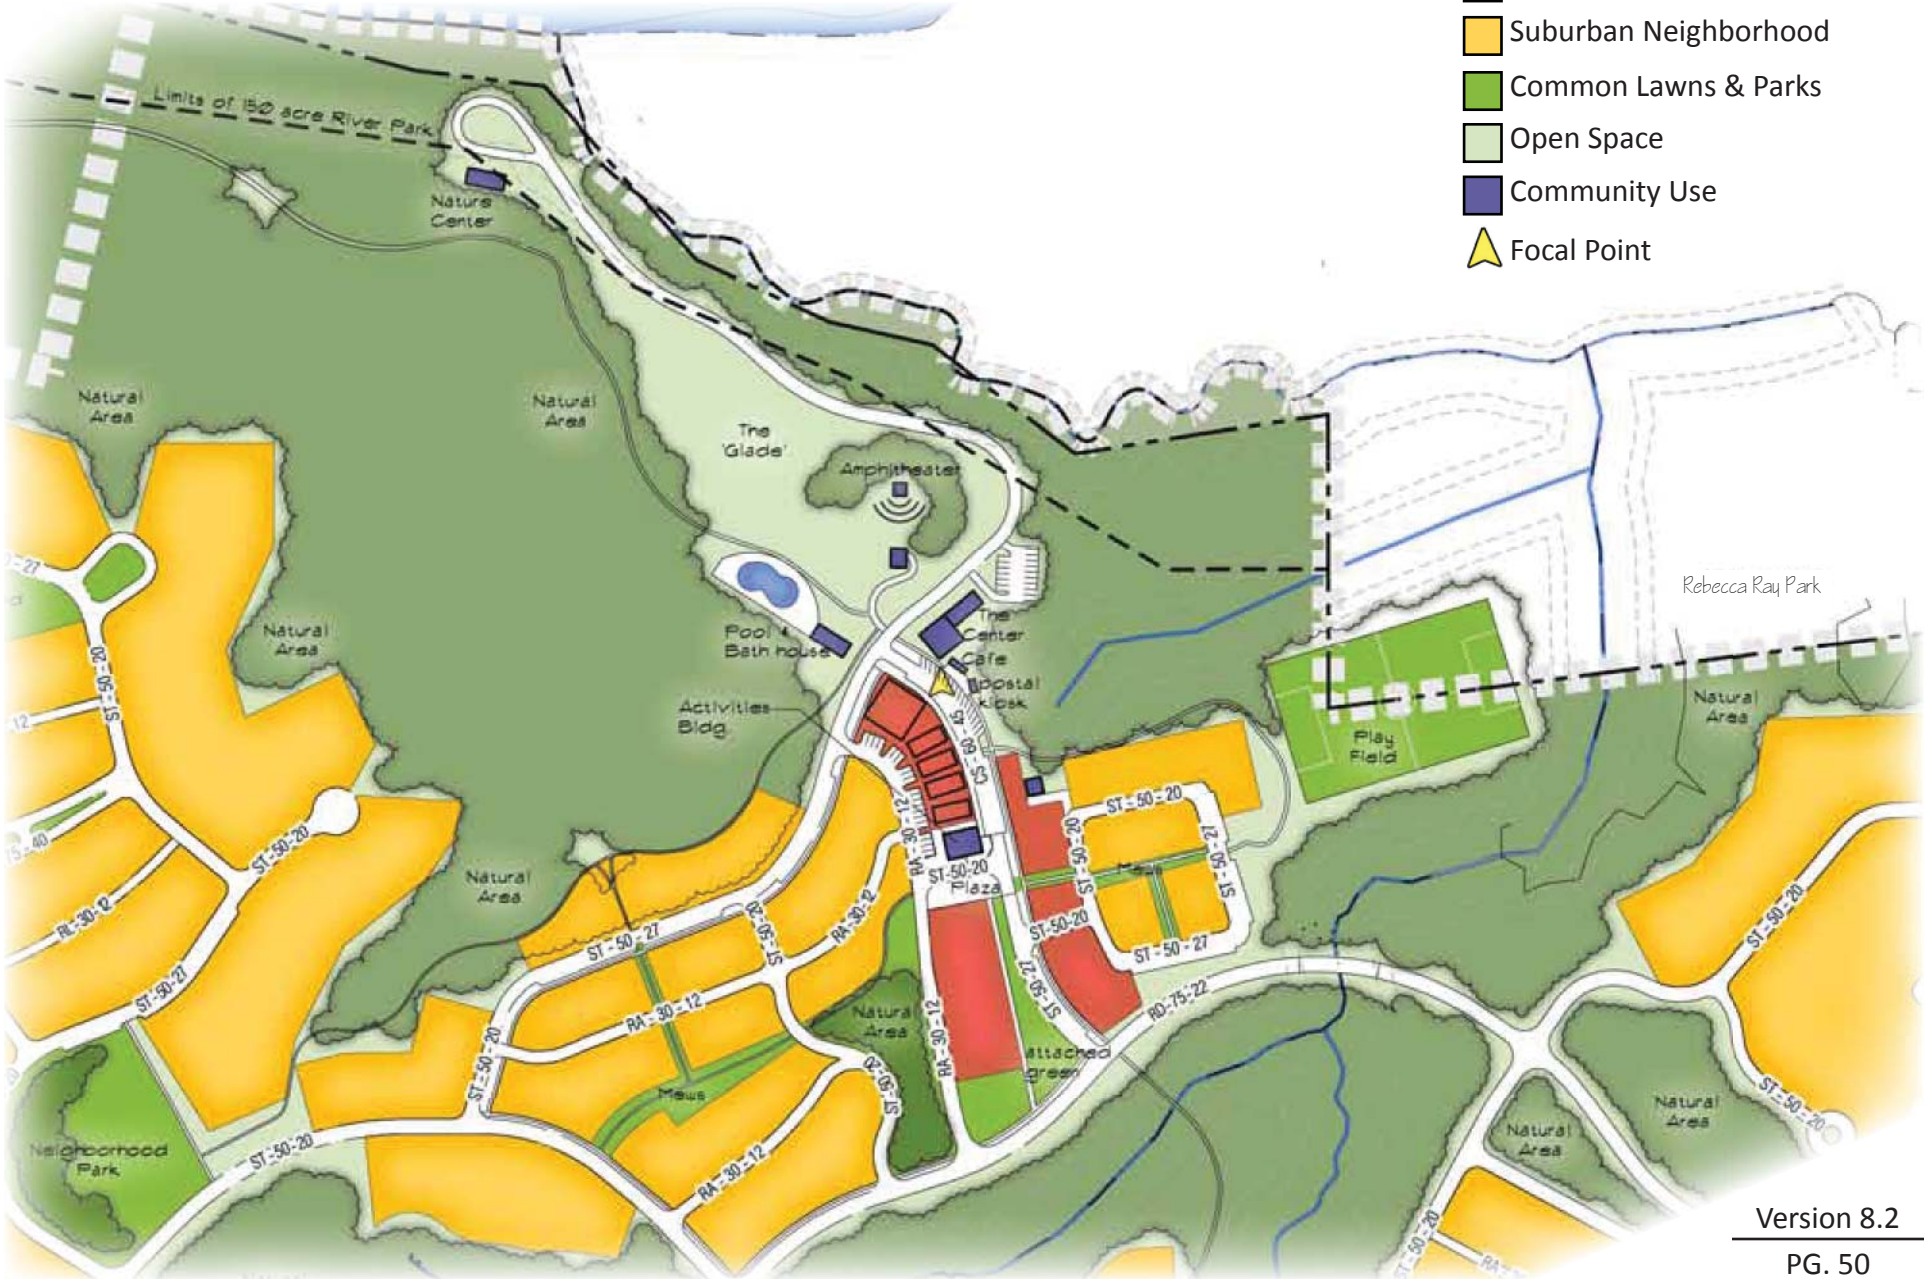 Suburban Neighborhood
Common Lawns & Parks
Open Space
Community Use
Focal Point
Limits of 150 acre River Park
Nature
Center
Natural
Area
Natural
Area
The
'Glade'
Amphitheater
Rebecca Ray Park
Natural
Area
Pool &
Bath house
The
Center
Cafe
postal
kiosk
Activities
Bldg.
Natural
Area
Play
Field
CS-60-45
ST-50-20
ST-50-20
ST-50-27
ST-50-20
ST-50-20
RA-30-12
RA-30-12
ST-50-20
Plaza
Mews
Natural
Area
RL-30-12
ST-50-27
ST-50-27
ST-50-20
RA-30-12
ST-50-20
ST-50-27
ST-50-27
ST-50-20
RA-30-12
RA-30-12
RD-75-22
Natural
Area
attached
green
ST-50-20
ST-50-20
Mews
Natural
Area
Natural
Area
ST-50-20
Neighborhood
Park
ST-50-20
RA-30-12
ST-50-20
Version 8.2
PG. 50